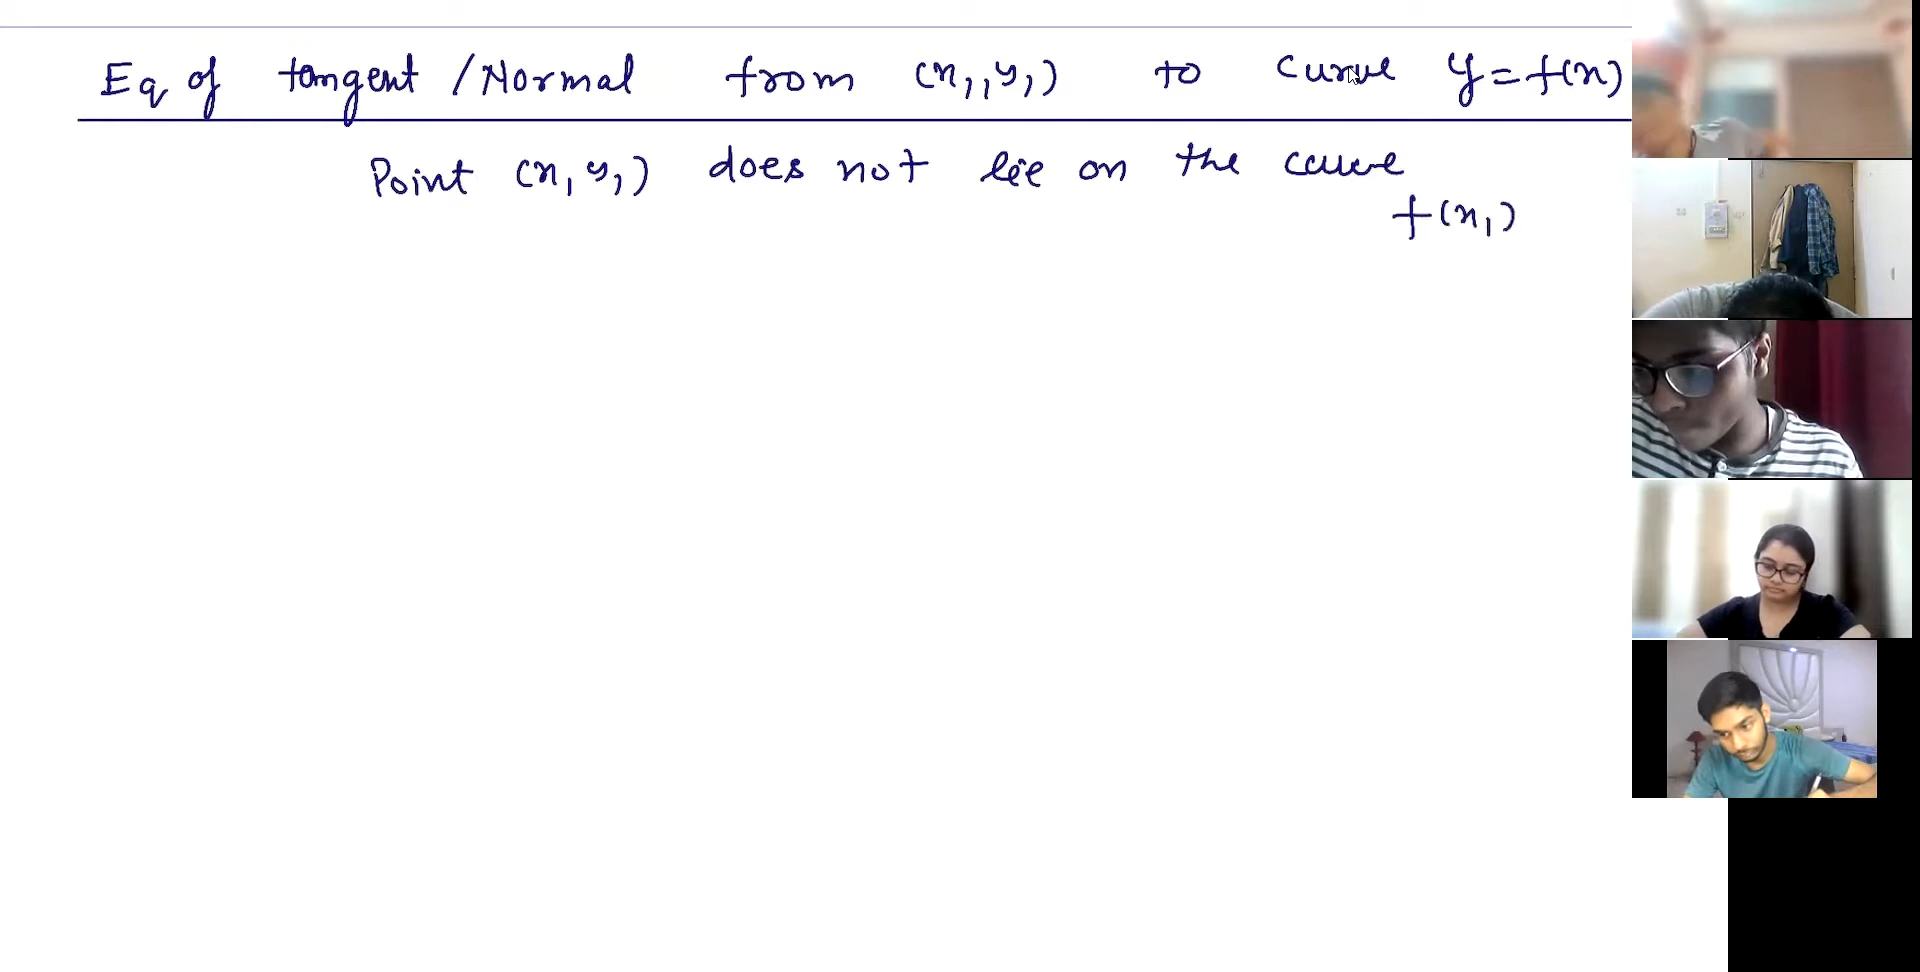 Eq of tangent / Normal from (x₁, y₁) to curve y = f(x)
Point (x₁ y₁) does not lie on the curve
f(x₁)